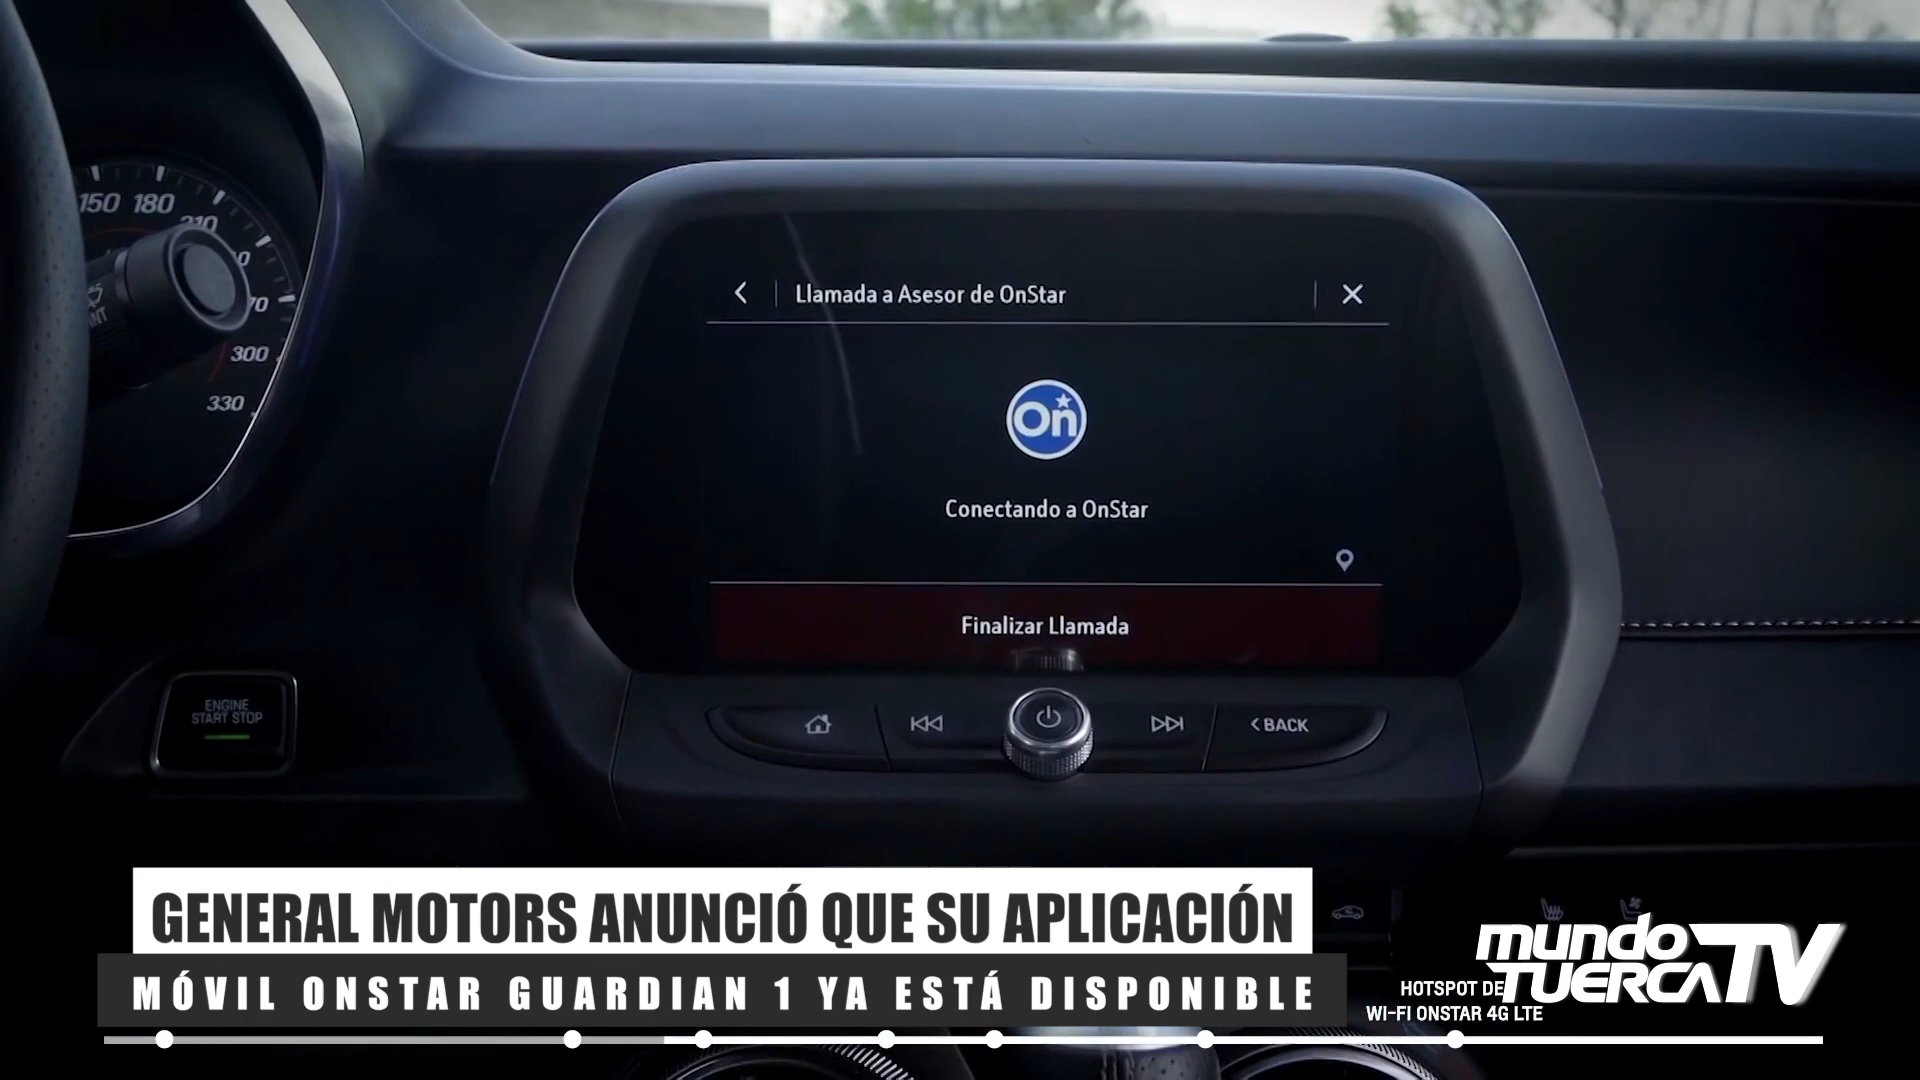 150 180
210
300
330
Llamada a Asesor de OnStar
On
Conectando a OnStar
Finalizar Llamada
ENGINE
START STOP
BACK
GENERAL MOTORS ANUNCIÓ QUE SU APLICACIÓN
MÓVIL ONSTAR GUARDIAN 1 YA ESTÁ DISPONIBLE
mundo
TUERCA TV
HOTSPOT DE
WI-FI ONSTAR 4G LTE